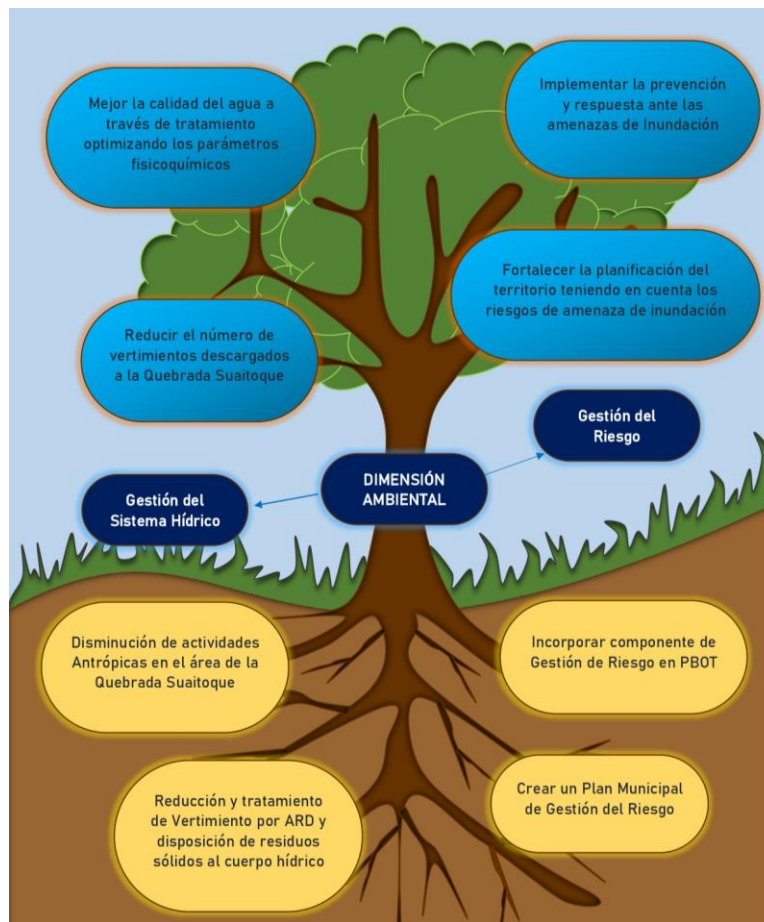 Mejor la calidad del agua a
través de tratamiento
optimizando los parámetros
fisicoquímicos
Implementar la prevención
y respuesta ante las
amenazas de Inundación
Fortalecer la planificación del
territorio teniendo en cuenta los
riesgos de amenaza de inundación
Reducir el número de
vertimientos descargados
a la Quebrada Suaitoque
Gestión del
Riesgo
DIMENSIÓN
AMBIENTAL
Gestión del
Sistema Hídrico
Disminución de actividades
Antrópicas en el área de la
Quebrada Suaitoque
Incorporar componente de
Gestión de Riesgo en PBOT
Reducción y tratamiento
de Vertimiento por ARD y
disposición de residuos
sólidos al cuerpo hídrico
Crear un Plan Municipal
de Gestión del Riesgo